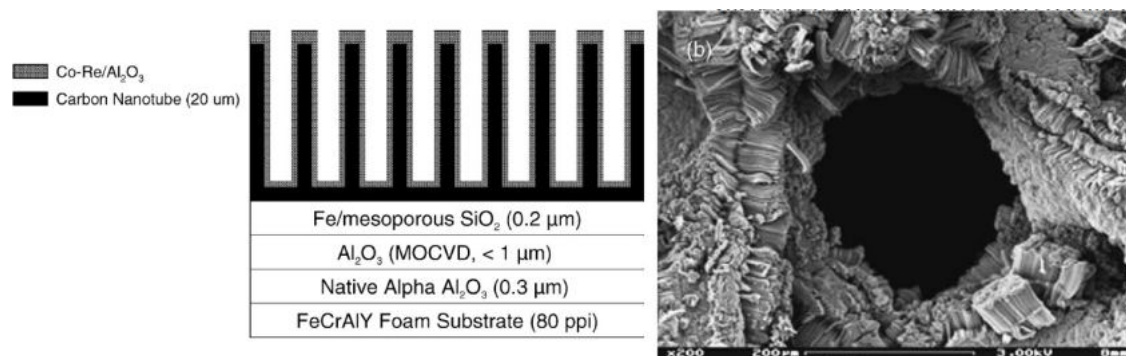 Co-Re/Al₂O₃
Carbon Nanotube (20 um)
Fe/mesoporous SiO₂ (0.2 μm)
Al₂O₃ (MOCVD, < 1 μm)
Native Alpha Al₂O₃ (0.3 μm)
FeCrAlY Foam Substrate (80 ppi)
(b)
x200 200μm 3.00kV 8mm